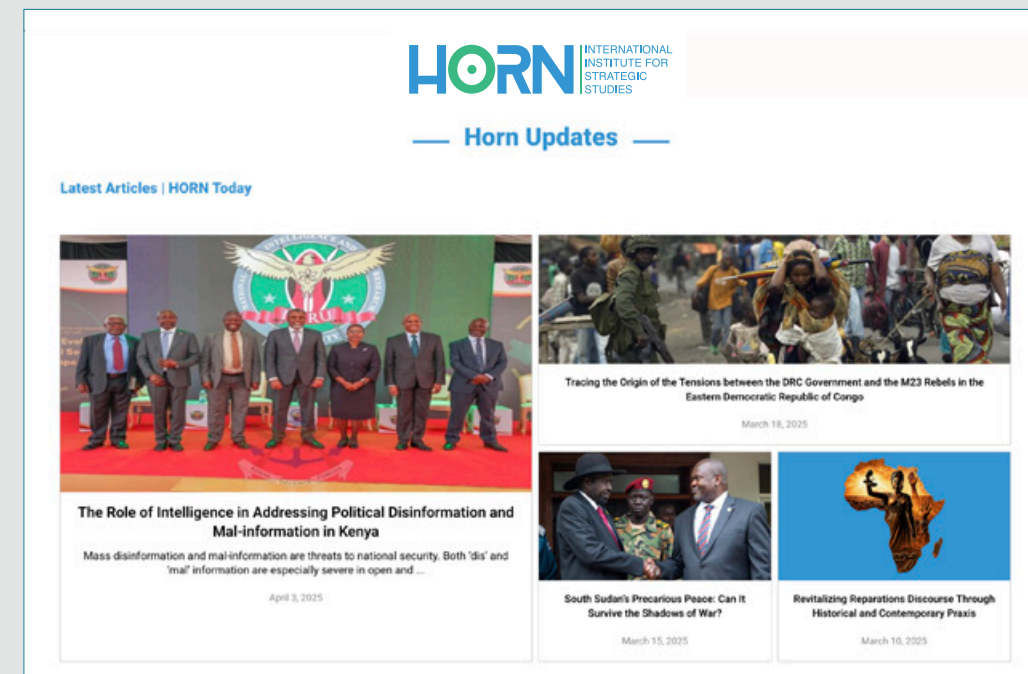 HORN
INTERNATIONAL
INSTITUTE FOR
STRATEGIC
STUDIES
Horn Updates
Latest Articles | HORN Today
The Role of Intelligence in Addressing Political Disinformation and
Mal-information in Kenya
Mass disinformation and mal-information are threats to national security. Both 'dis' and
'mal' information are especially severe in open and ...
April 3, 2025
Tracing the Origin of the Tensions between the DRC Government and the M23 Rebels in the
Eastern Democratic Republic of Congo
March 18, 2025
South Sudan's Precarious Peace: Can It
Survive the Shadows of War?
March 15, 2025
Revitalizing Reparations Discourse Through
Historical and Contemporary Praxis
March 10, 2025